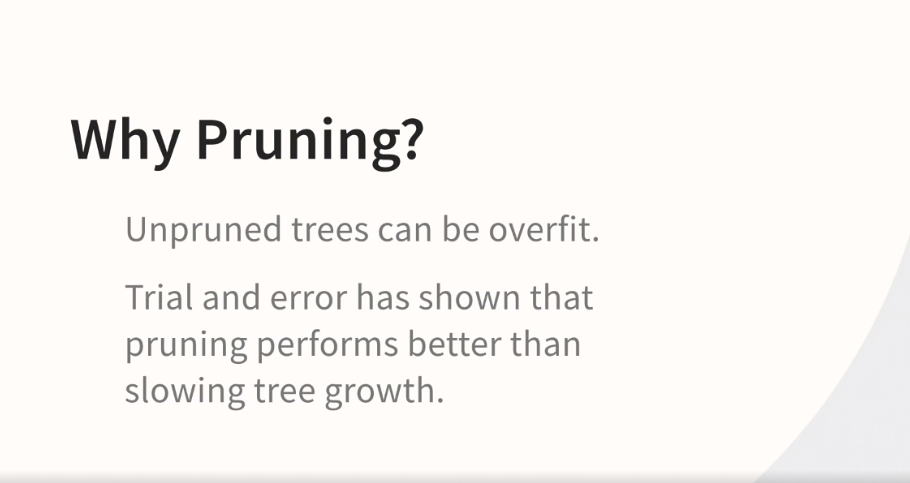 Why Pruning?
Unpruned trees can be overfit.
Trial and error has shown that
pruning performs better than
slowing tree growth.